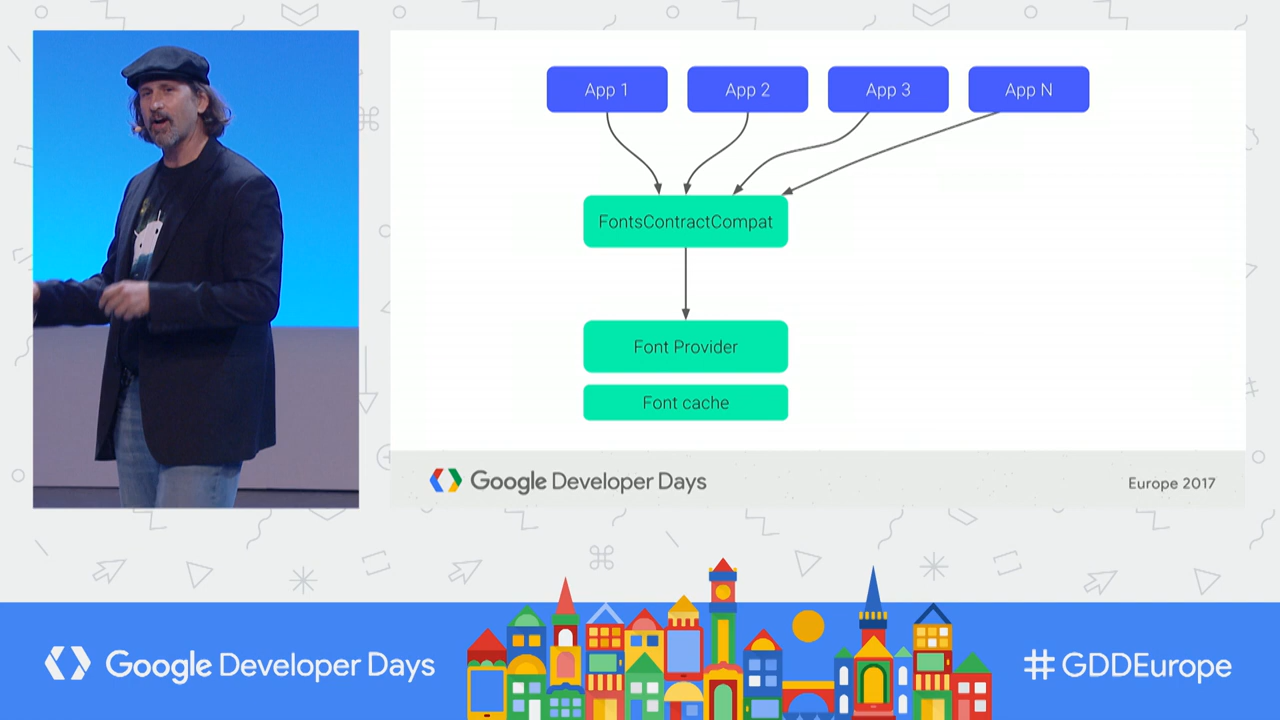 App 1
App 2
App 3
App N
FontsContractCompat
Font Provider
Font cache
Google Developer Days
Europe 2017
Google Developer Days
#GDDEurope